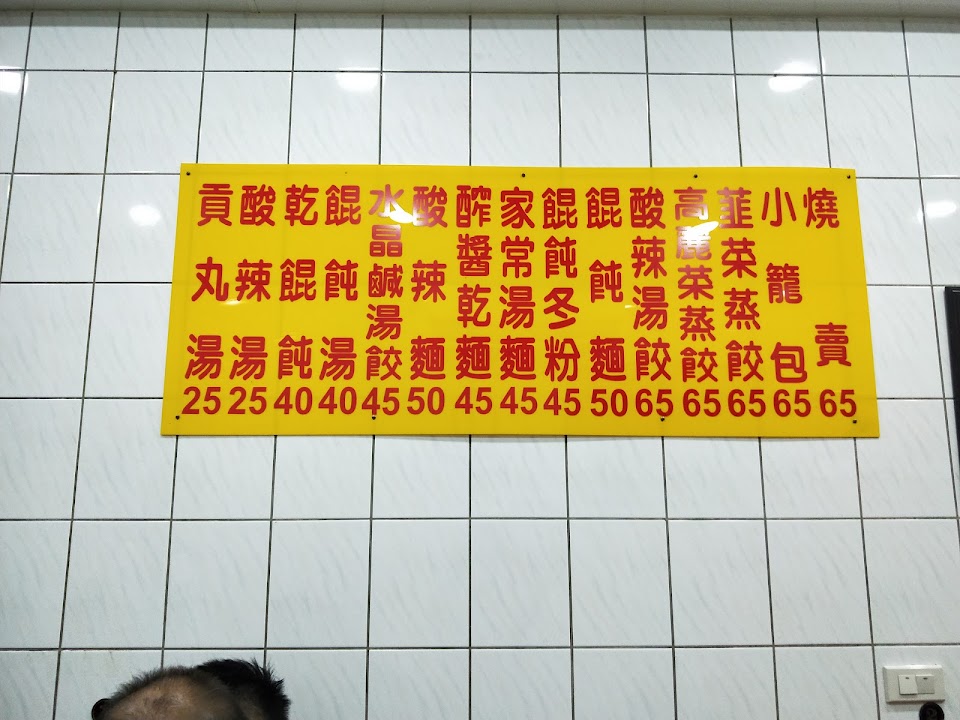 燒賣65
小籠包65
韮菜蒸餃65
高麗菜蒸餃65
酸辣湯餃65
餛飩麵50
餛飩冬粉45
家常湯麵45
醡醬乾麵45
酸辣麵50
水晶鹹湯餃45
餛飩湯40
乾餛飩40
酸辣湯25
貢丸湯25